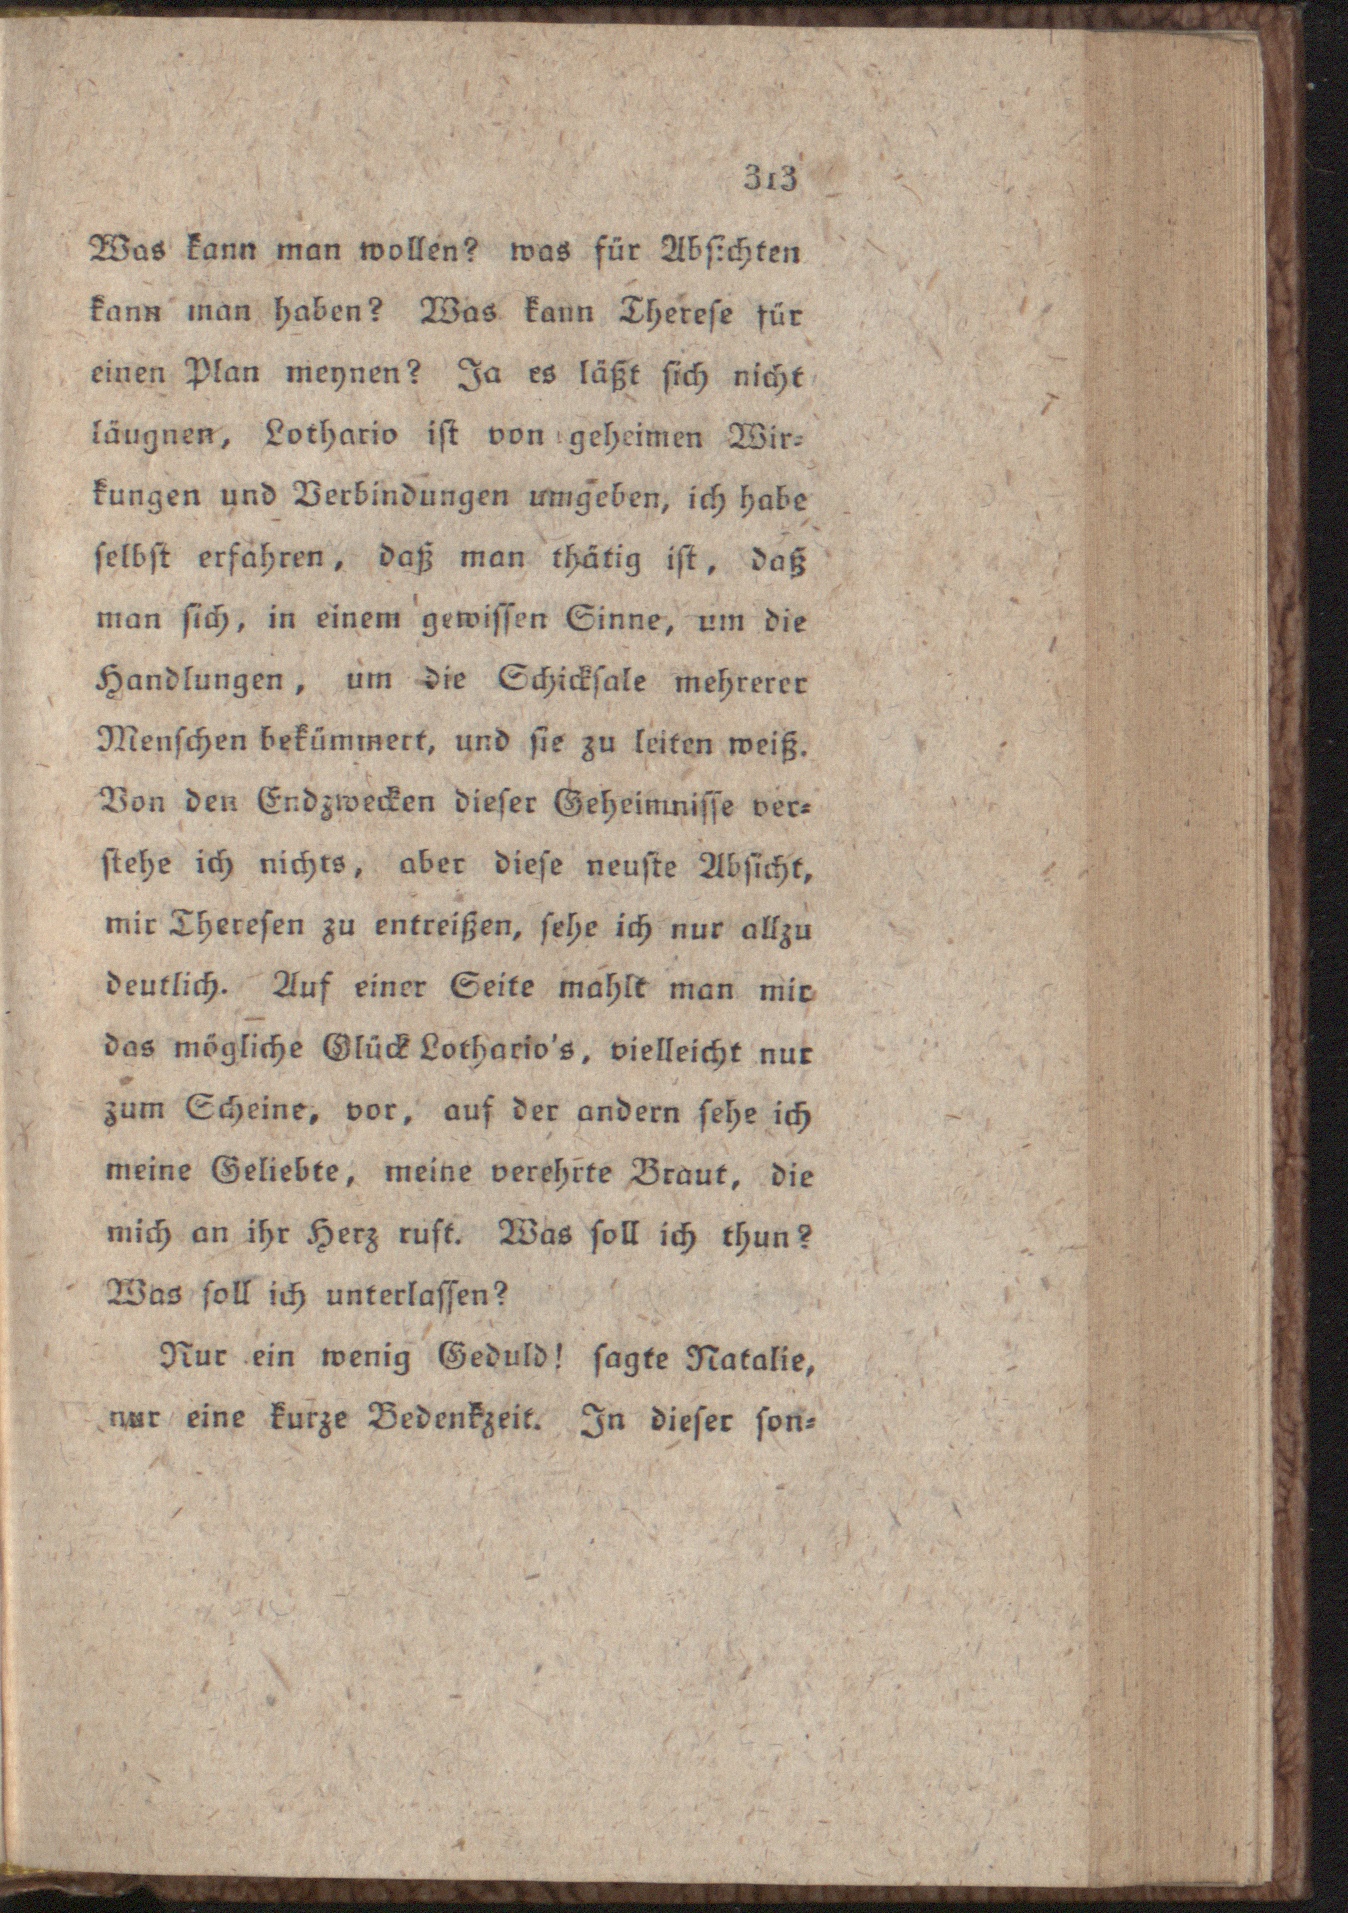 313
Was kann man wollen? was für Absichten
kann man haben? Was kann Therese für
einen Plan meynen? Ja es läßt sich nicht
läugnen, Lothario ist von geheimen Wir-
kungen und Verbindungen umgeben, ich habe
selbst erfahren, daß man thätig ist, daß
man sich, in einem gewissen Sinne, um die
Handlungen, um die Schicksale mehrerer
Menschen bekümmert, und sie zu leiten weiß.
Von den Endzwecken dieser Geheimnisse ver-
stehe ich nichts, aber diese neuste Absicht,
mir Theresen zu entreißen, sehe ich nur allzu
deutlich. Auf einer Seite mahlt man mir
das mögliche Glück Lothario's, vielleicht nur
zum Scheine, vor, auf der andern sehe ich
meine Geliebte, meine verehrte Braut, die
mich an ihr Herz ruft. Was soll ich thun?
Was soll ich unterlassen?
Nur ein wenig Geduld! sagte Natalie,
nur eine kurze Bedenkzeit. In dieser son-